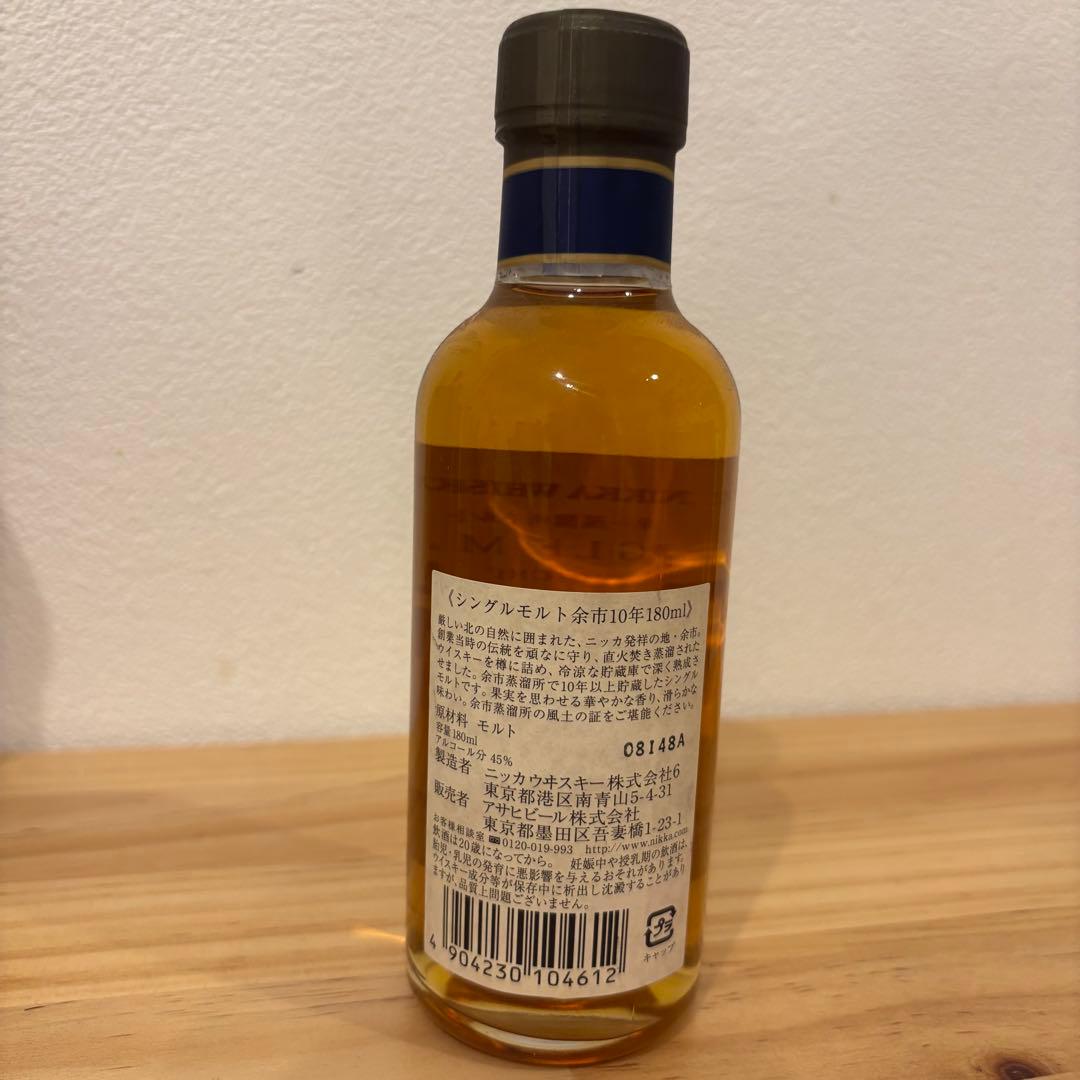 NIKKA WHISKY
《シングルモルト余市10年180ml》
厳しい北の自然に囲まれた、ニッカ発祥の地・余市。
創業当時の伝統を頑なに守り、直火焚き蒸溜された
ウイスキーを樽に詰め、冷涼な貯蔵庫で深く熟成さ
せました。余市蒸溜所で10年以上貯蔵したシングル
モルトです。果実を思わせる華やかな香り、滑らかな
味わい。余市蒸溜所の風土の証をご堪能ください。
原材料 モルト
容量180ml
アルコール分 45%
08I48A
製造者 ニッカウヰスキー株式会社6
東京都港区南青山5-4-31
販売者 アサヒビール株式会社
東京都墨田区吾妻橋1-23-1
お客様相談室 ☎0120-019-993 http://www.nikka.com
飲酒は20歳になってから。 妊娠中や授乳期の飲酒は、
胎児・乳児の発育に悪影響を与えるおそれがあります。
ウイスキー成分等が保存中に析出し沈澱することがあり
ますが、品質上問題ございません。
プラ
キャップ
4 904230 104612